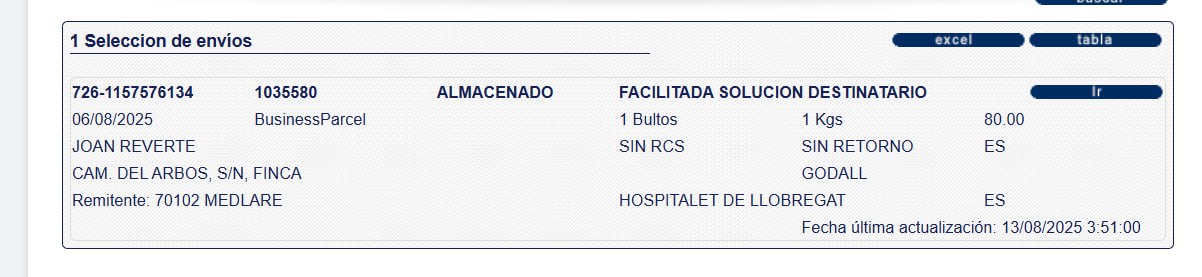 buscar
1 Seleccion de envíos excel tabla
726-1157576134 1035580 ALMACENADO FACILITADA SOLUCION DESTINATARIO Ir
06/08/2025 BusinessParcel 1 Bultos 1 Kgs 80.00
JOAN REVERTE SIN RCS SIN RETORNO ES
CAM. DEL ARBOS, S/N, FINCA GODALL
Remitente: 70102 MEDLARE HOSPITALET DE LLOBREGAT ES
Fecha última actualización: 13/08/2025 3:51:00